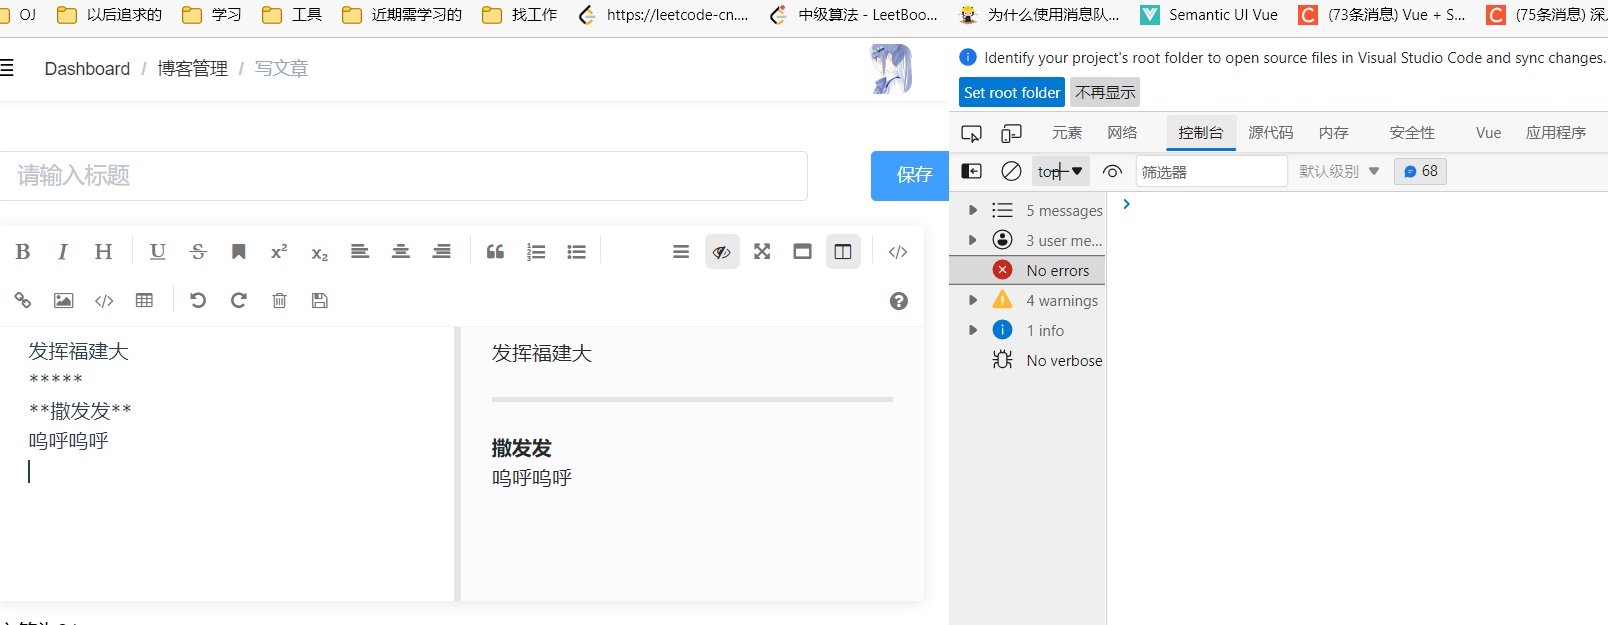 OJ 以后追求的 学习 工具 近期需学习的 找工作 https://leetcode-cn.... 中级算法 - LeetBoo... 为什么使用消息队... Semantic UI Vue (73条消息) Vue + S... (75条消息) 深
Dashboard / 博客管理 / 写文章
请输入标题
保存
B I H U S x² x₂
发挥福建大
*****
**撒发发**
呜呼呜呼
发挥福建大
撒发发
呜呼呜呼
Identify your project's root folder to open source files in Visual Studio Code and sync changes.
Set root folder 不再显示
元素 网络 控制台 源代码 内存 安全性 Vue 应用程序
top 筛选器 默认级别 68
5 messages
3 user me...
No errors
4 warnings
1 info
No verbose